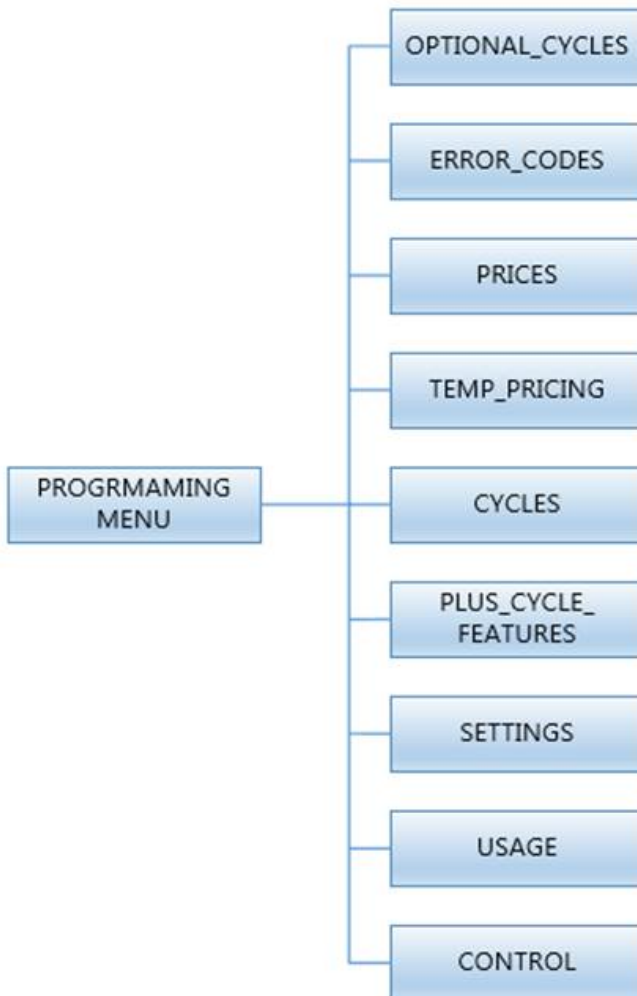 OPTIONAL_CYCLES
ERROR_CODES
PRICES
TEMP_PRICING
PROGRMAMING
MENU
CYCLES
PLUS_CYCLE_
FEATURES
SETTINGS
USAGE
CONTROL